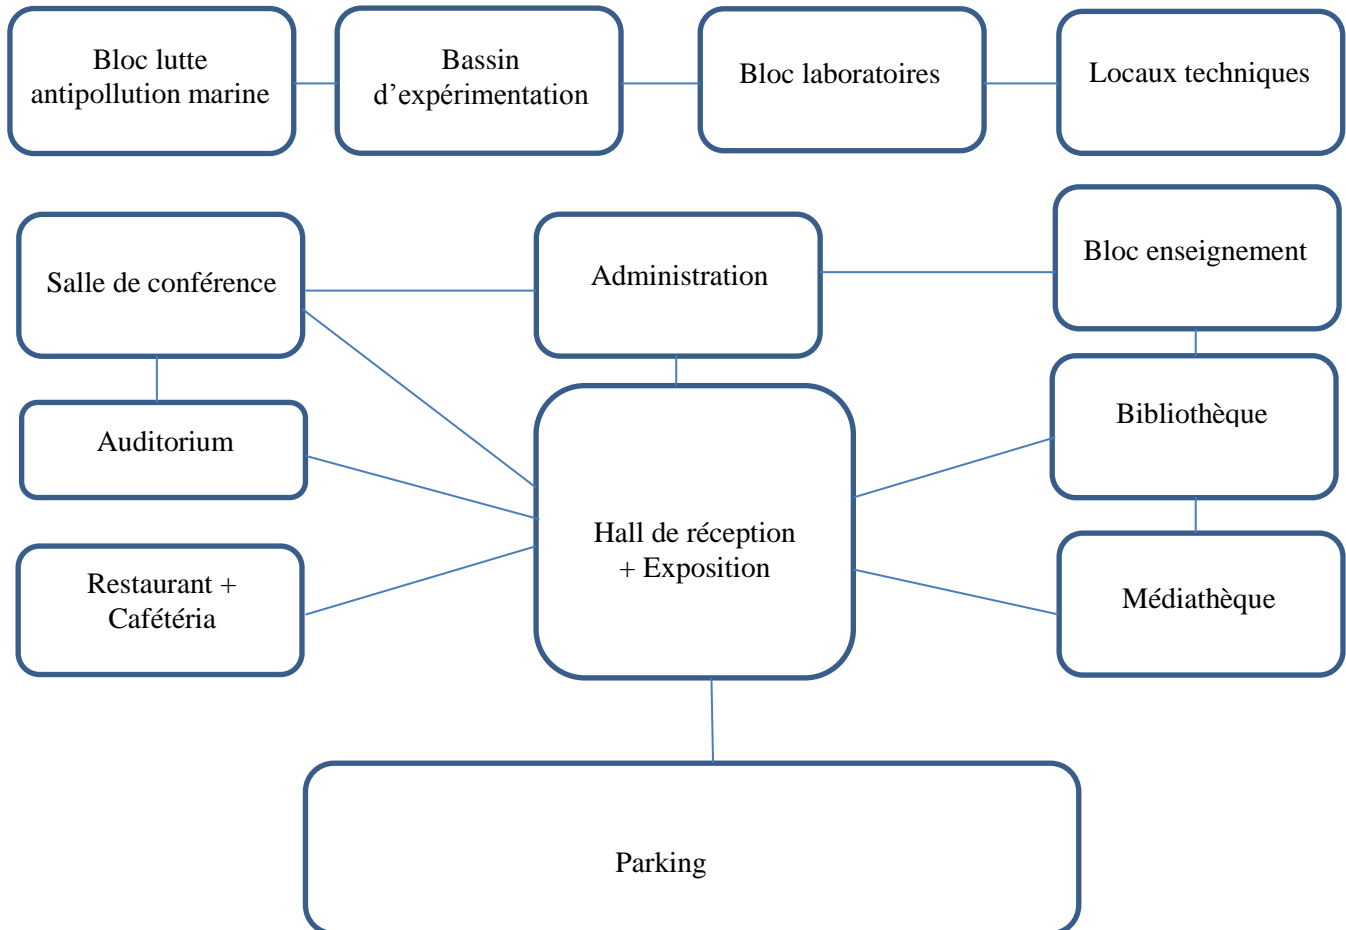 Bloc lutte
antipollution marine
Bassin
d’expérimentation
Bloc laboratoires
Locaux techniques
Salle de conférence
Administration
Bloc enseignement
Auditorium
Bibliothèque
Restaurant +
Cafétéria
Hall de réception
+ Exposition
Médiathèque
Parking